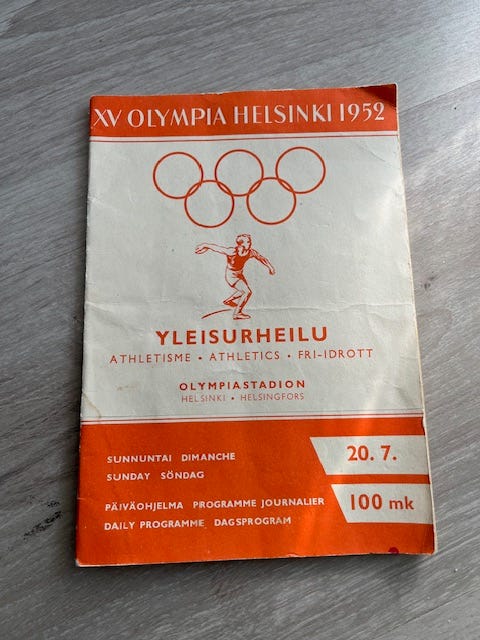 XV OLYMPIA HELSINKI 1952
YLEISURHEILU
ATHLETISME • ATHLETICS • FRI-IDROTT
OLYMPIASTADION
HELSINKI • HELSINGFORS
SUNNUNTAI DIMANCHE
SUNDAY SÖNDAG
20. 7.
PÄIVÄOHJELMA PROGRAMME JOURNALIER
DAILY PROGRAMME DAGSPROGRAM
100 mk